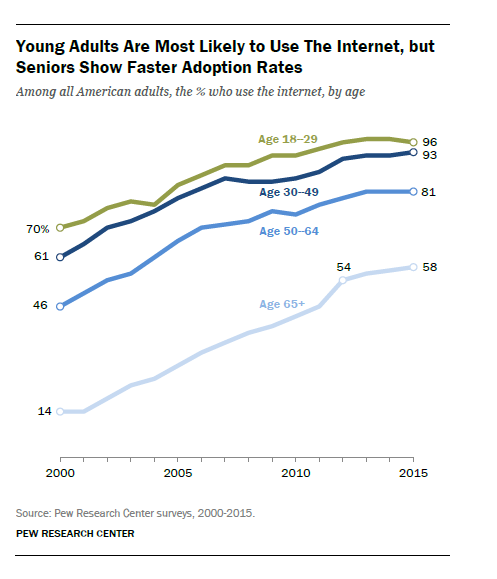 Young Adults Are Most Likely to Use The Internet, but
Seniors Show Faster Adoption Rates
Among all American adults, the % who use the internet, by age
Age 18–29
96
93
Age 30–49
81
70%
Age 50–64
61
54
58
46
Age 65+
14
2000
2005
2010
2015
Source: Pew Research Center surveys, 2000-2015.
PEW RESEARCH CENTER